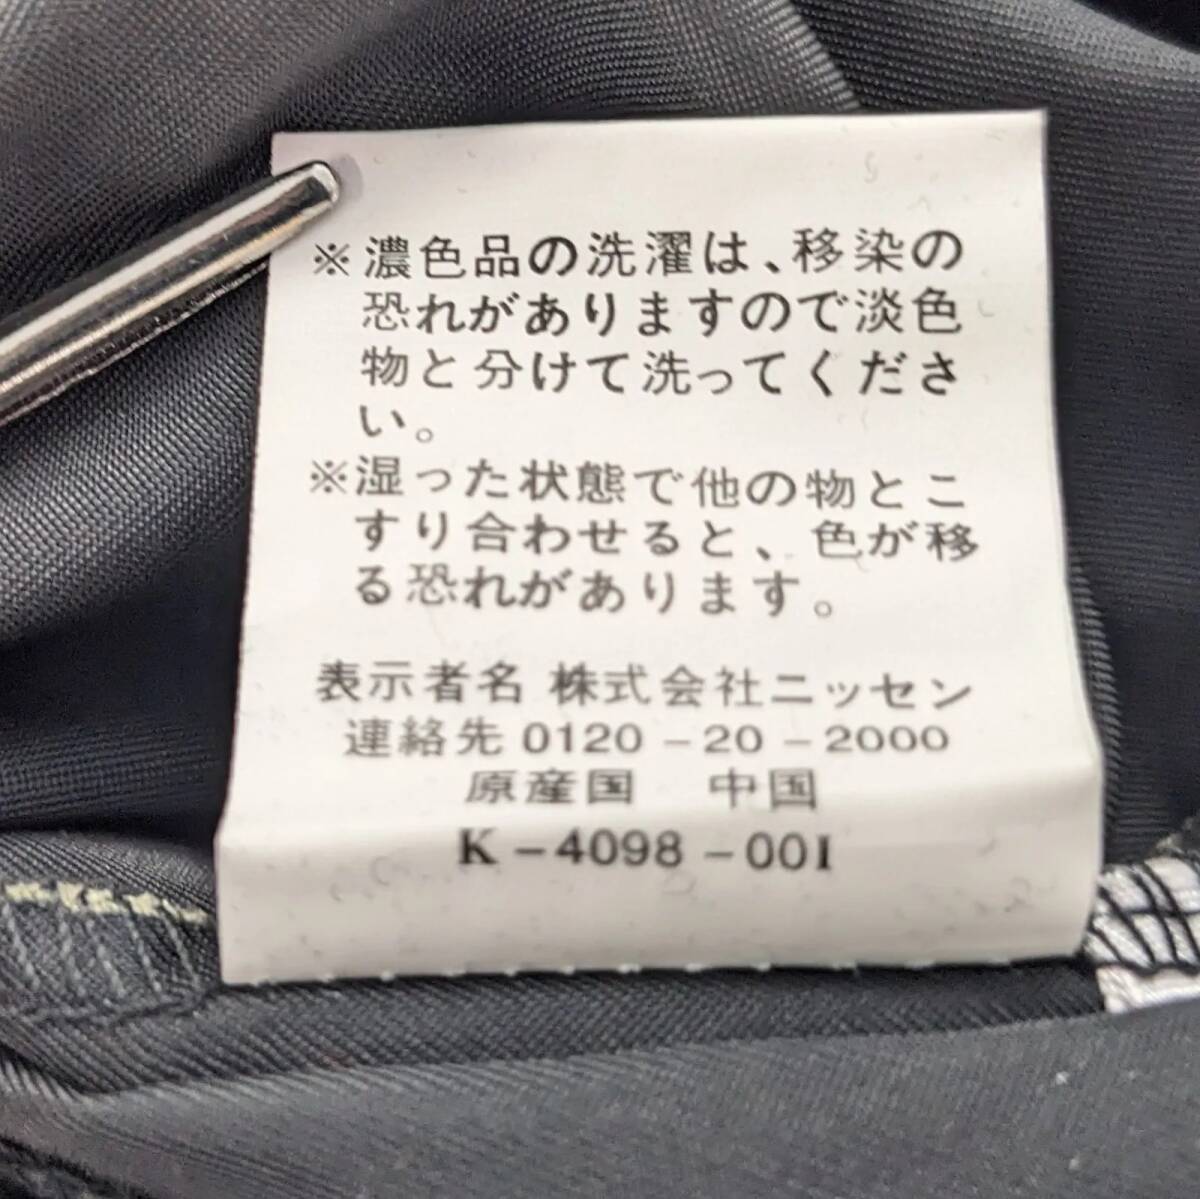 ※濃色品の洗濯は、移染の
恐れがありますので淡色
物と分けて洗ってくださ
い。
※湿った状態で他の物とこ
すり合わせると、色が移
る恐れがあります。
表示者名 株式会社ニッセン
連絡先 0120-20-2000
原産国 中国
K-4098-001